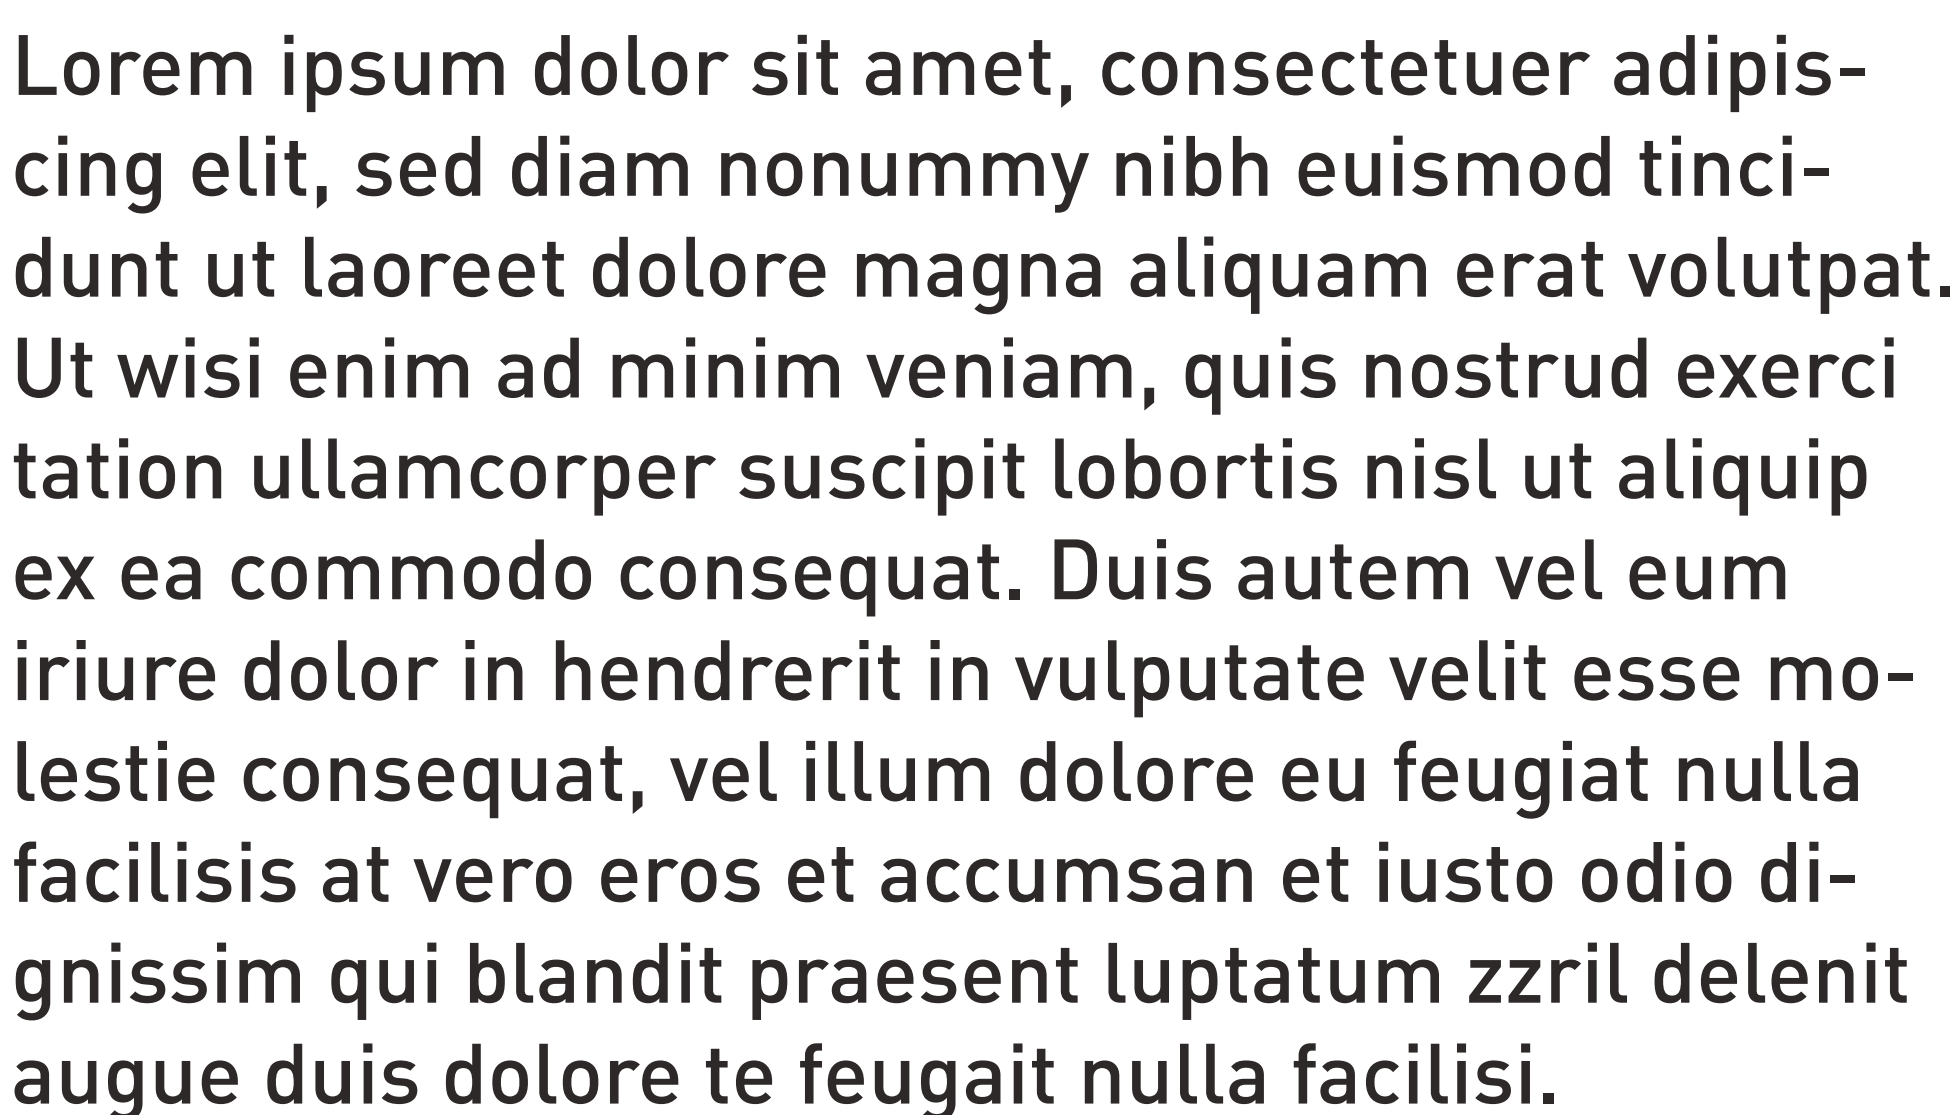 Lorem ipsum dolor sit amet, consectetuer adipis-
cing elit, sed diam nonummy nibh euismod tinci-
dunt ut laoreet dolore magna aliquam erat volutpat.
Ut wisi enim ad minim veniam, quis nostrud exerci
tation ullamcorper suscipit lobortis nisl ut aliquip
ex ea commodo consequat. Duis autem vel eum
iriure dolor in hendrerit in vulputate velit esse mo-
lestie consequat, vel illum dolore eu feugiat nulla
facilisis at vero eros et accumsan et iusto odio di-
gnissim qui blandit praesent luptatum zzril delenit
augue duis dolore te feugait nulla facilisi.